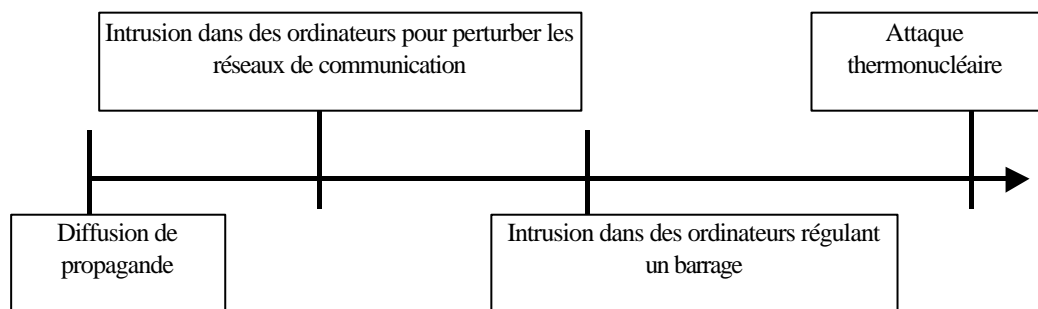 Intrusion dans des ordinateurs pour perturber les
réseaux de communication
Attaque
thermonucléaire
Diffusion de
propagande
Intrusion dans des ordinateurs régulant
un barrage